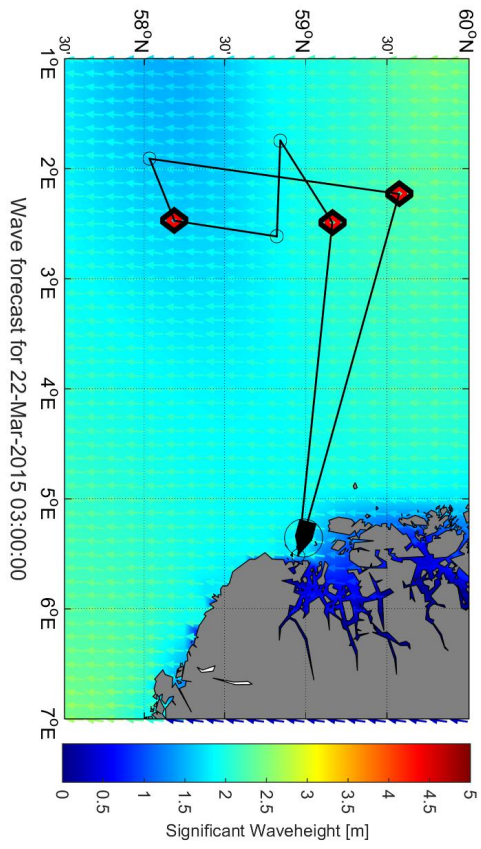 60°N
30'
59°N
30'
58°N
30'
1°E
2°E
3°E
4°E
5°E
6°E
7°E
Wave forecast for 22-Mar-2015 03:00:00
0
0.5
1
1.5
2
2.5
3
3.5
4
4.5
5
Significant Waveheight [m]